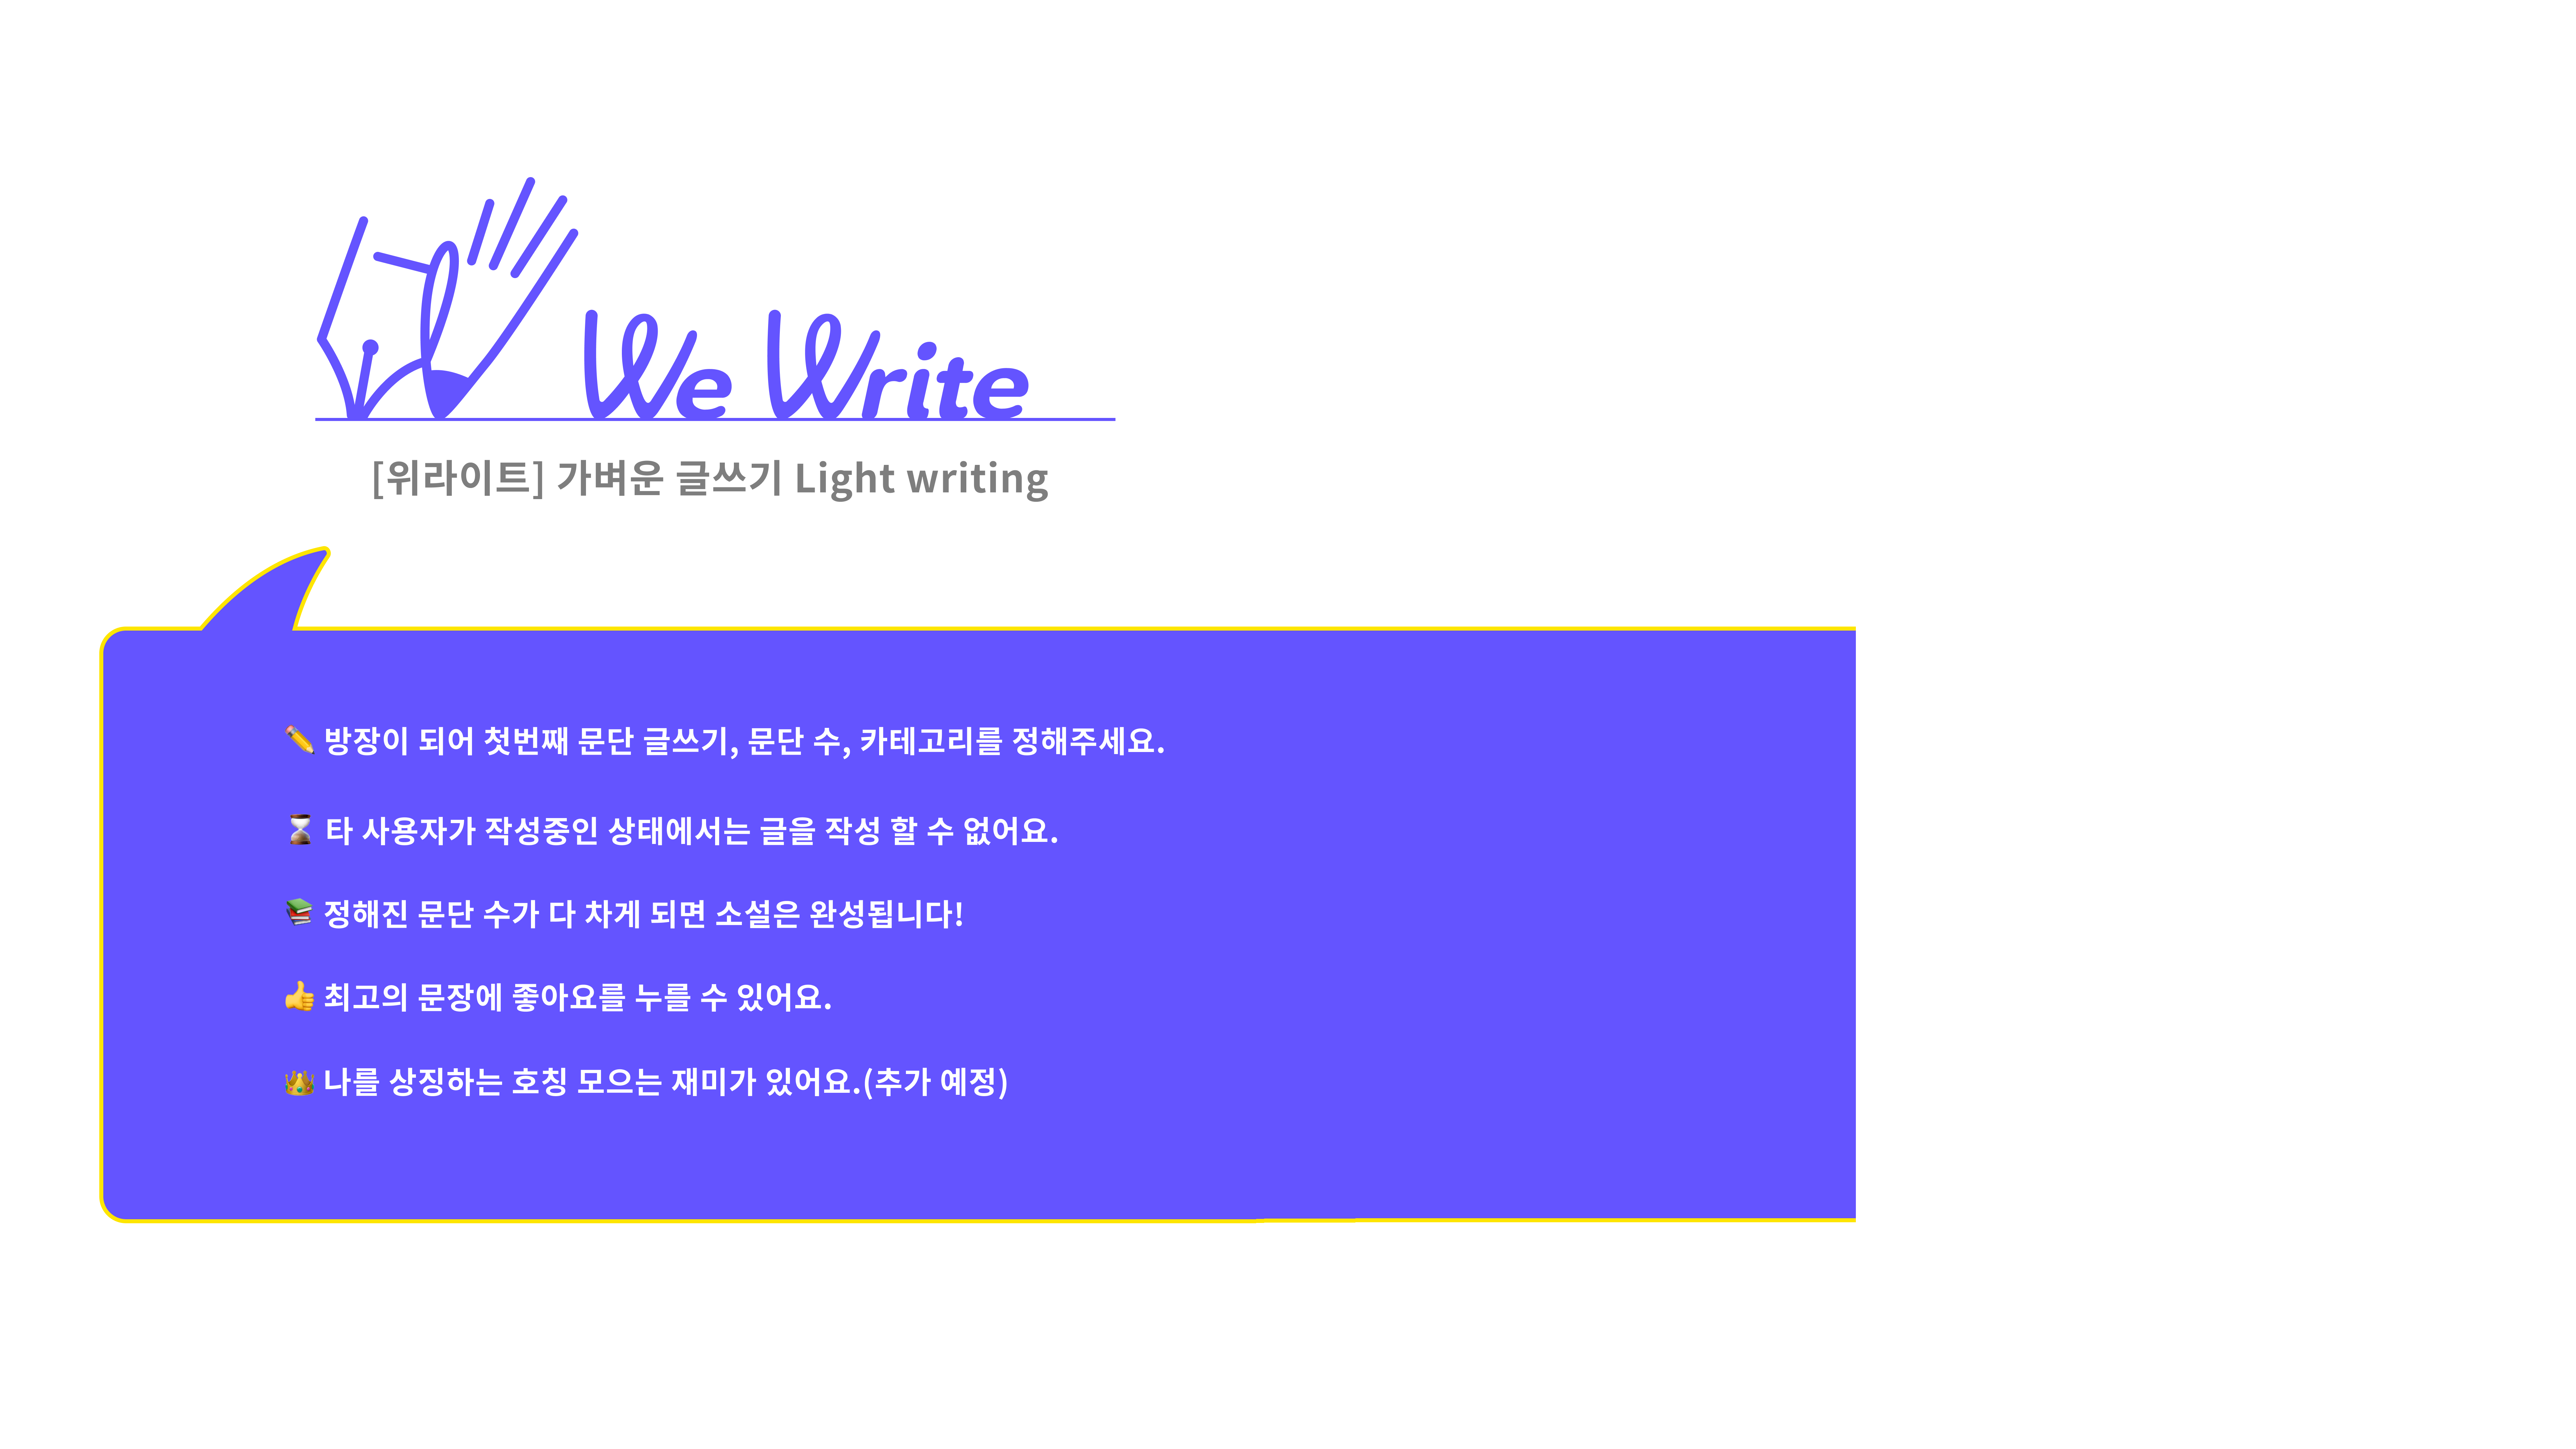 We Write
[위라이트] 가벼운 글쓰기 Light writing
✏️ 방장이 되어 첫번째 문단 글쓰기, 문단 수, 카테고리를 정해주세요.
⏳ 타 사용자가 작성중인 상태에서는 글을 작성 할 수 없어요.
📚 정해진 문단 수가 다 차게 되면 소설은 완성됩니다!
👍 최고의 문장에 좋아요를 누를 수 있어요.
👑 나를 상징하는 호칭 모으는 재미가 있어요.(추가 예정)